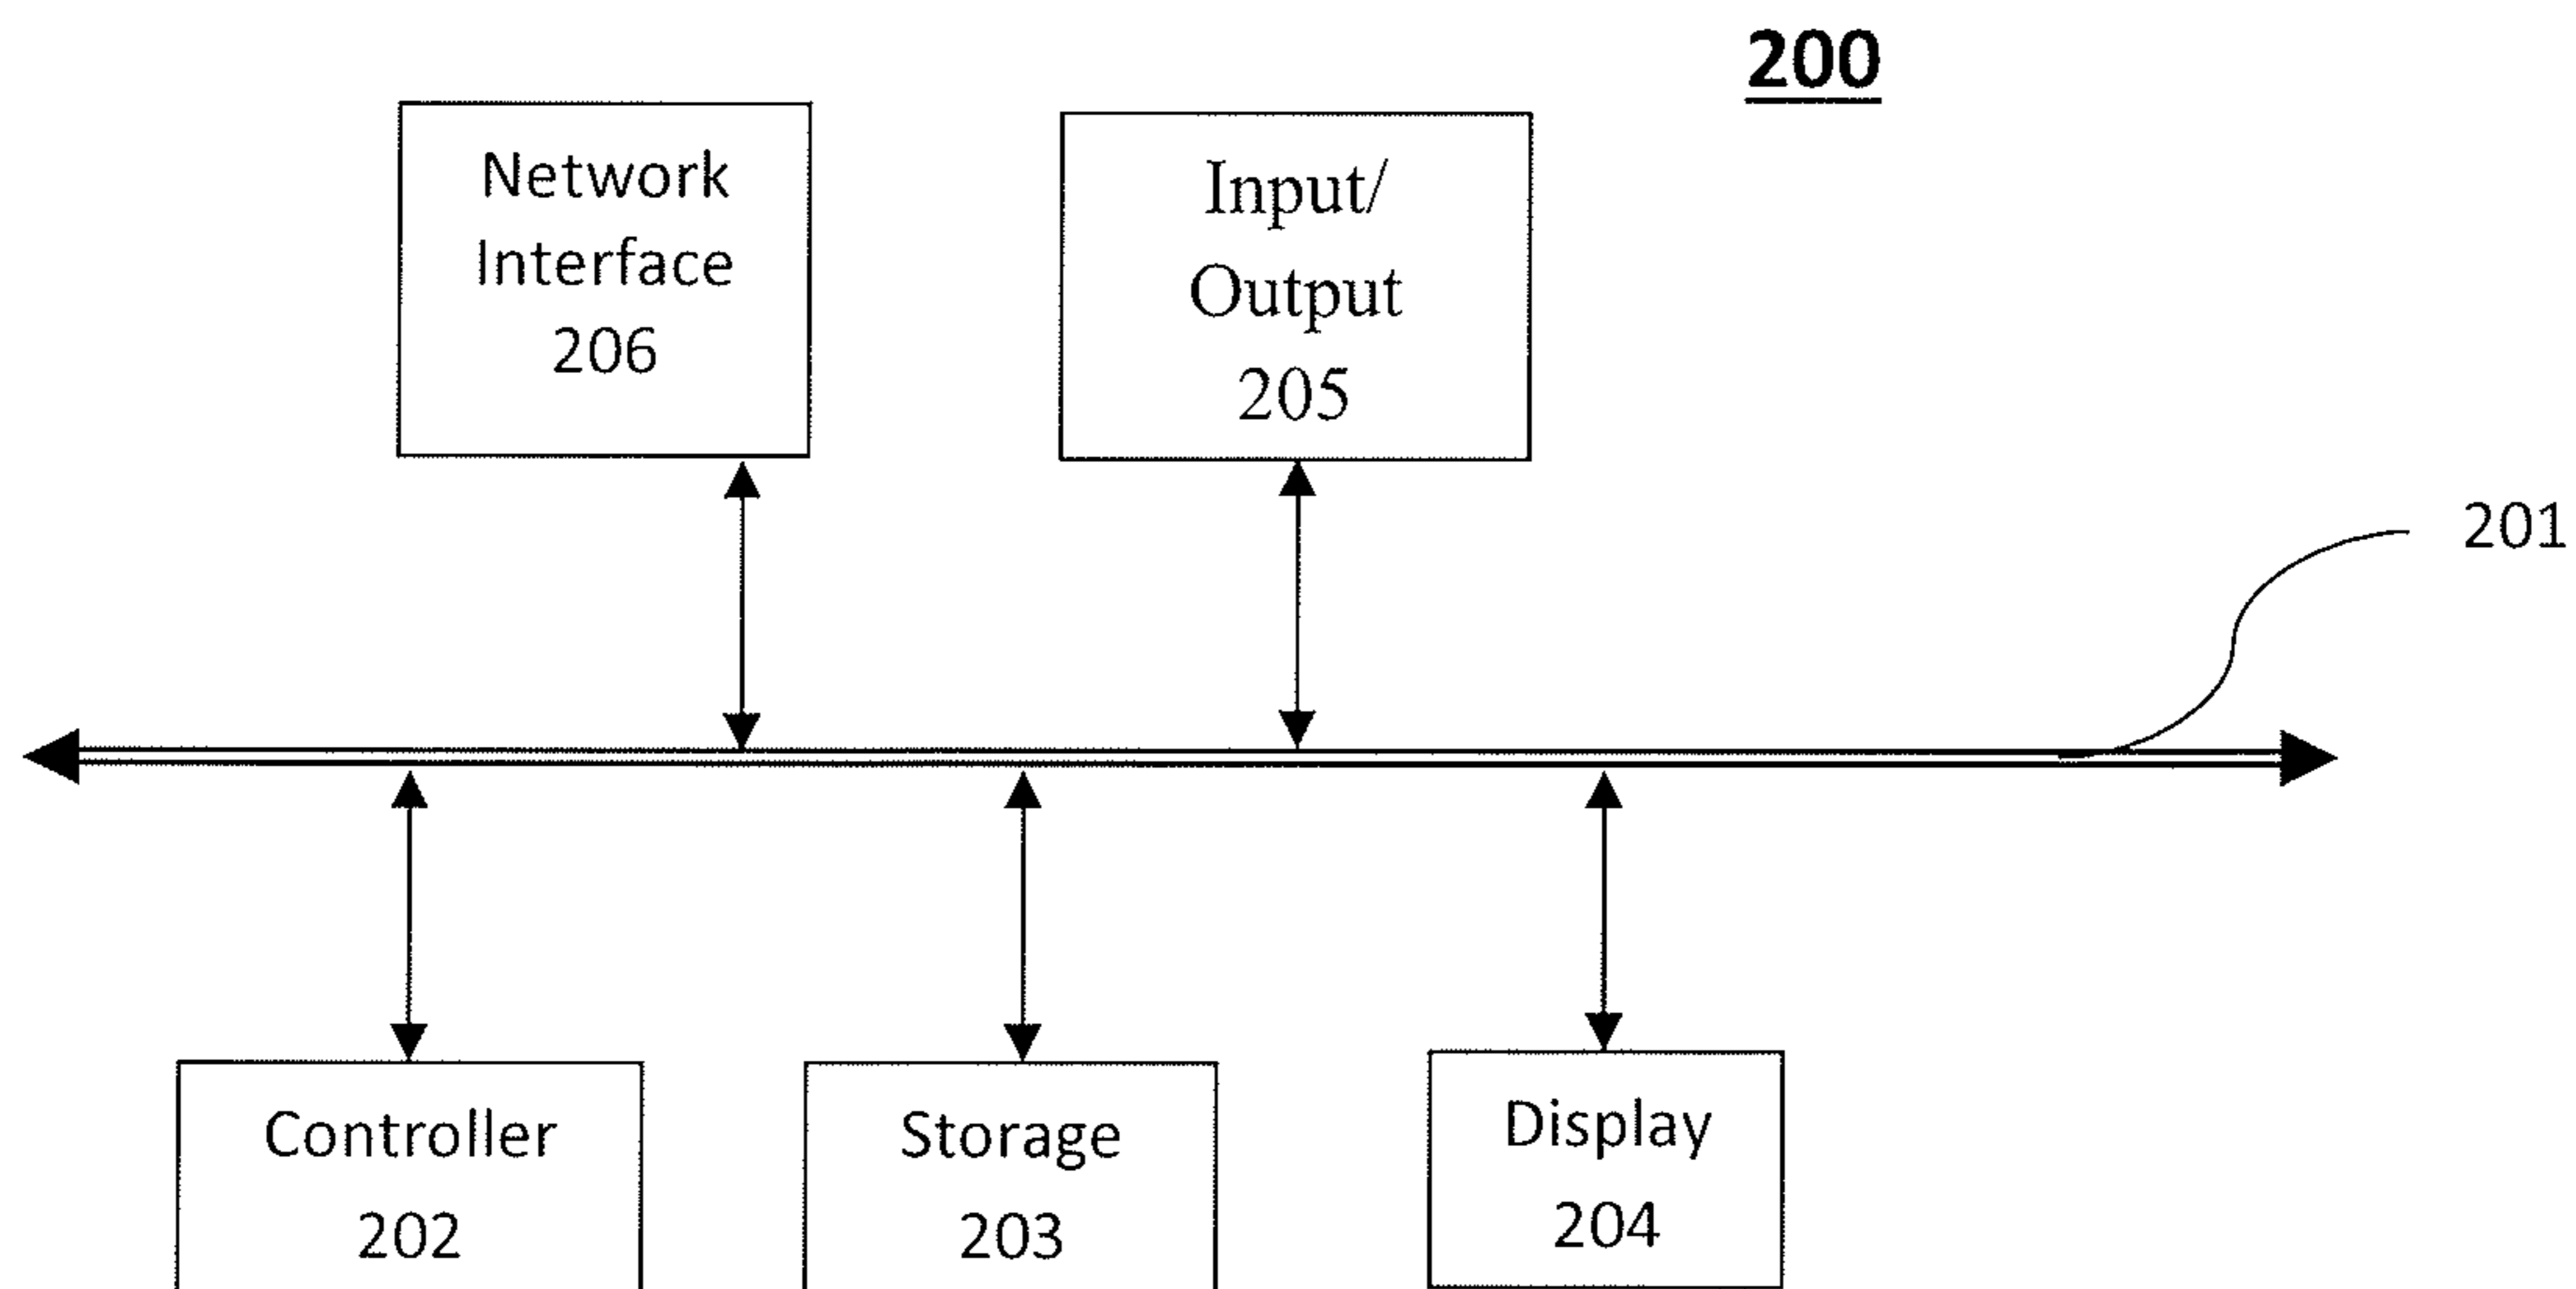 200
Network
Interface
206
Input/
Output
205
201
Controller
202
Storage
203
Display
204